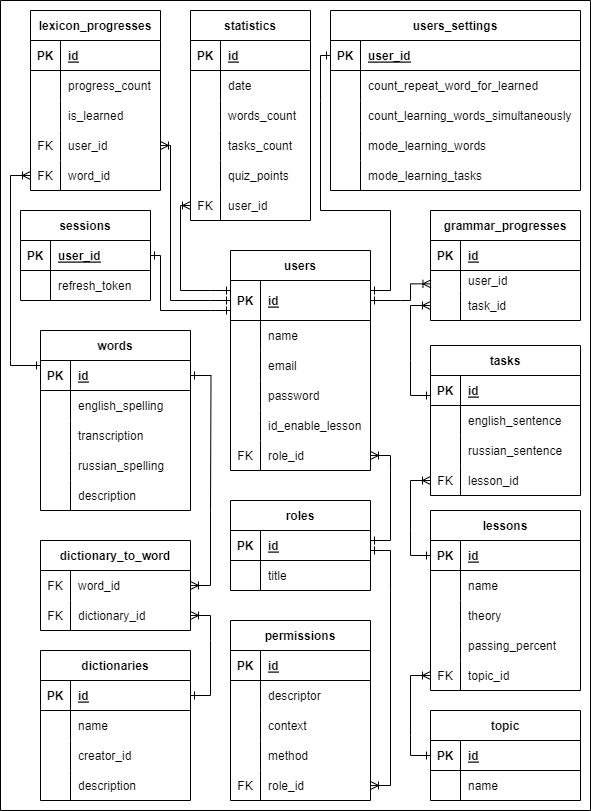 lexicon_progresses
PK id
progress_count
is_learned
FK user_id
FK word_id
statistics
PK id
date
words_count
tasks_count
quiz_points
FK user_id
users_settings
PK user_id
count_repeat_word_for_learned
count_learning_words_simultaneously
mode_learning_words
mode_learning_tasks
sessions
PK user_id
refresh_token
users
PK id
name
email
password
id_enable_lesson
FK role_id
grammar_progresses
PK id
user_id
task_id
words
PK id
english_spelling
transcription
russian_spelling
description
tasks
PK id
english_sentence
russian_sentence
FK lesson_id
roles
PK id
title
lessons
PK id
name
theory
passing_percent
FK topic_id
dictionary_to_word
FK word_id
FK dictionary_id
permissions
PK id
descriptor
context
method
FK role_id
dictionaries
PK id
name
creator_id
description
topic
PK id
name